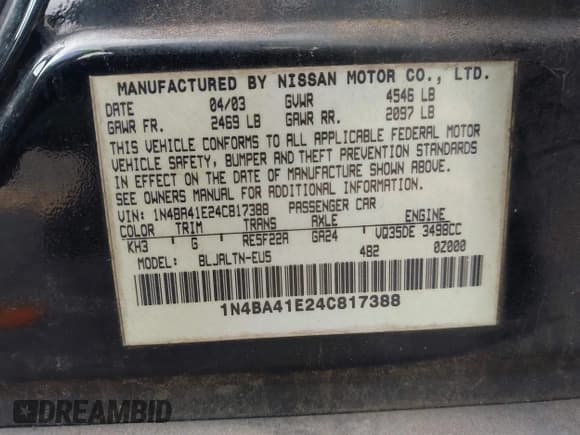 MANUFACTURED BY NISSAN MOTOR CO., LTD.
DATE 04/03 GVWR 4546 LB
GAWR FR. 2469 LB GAWR RR. 2097 LB
THIS VEHICLE CONFORMS TO ALL APPLICABLE FEDERAL MOTOR
VEHICLE SAFETY, BUMPER AND THEFT PREVENTION STANDARDS
IN EFFECT ON THE DATE OF MANUFACTURE SHOWN ABOVE.
SEE OWNERS MANUAL FOR ADDITIONAL INFORMATION.
VIN: 1N4BA41E24C817388 PASSENGER CAR
COLOR TRIM TRANS AXLE ENGINE
KH3 G RE5F22A GA24 VQ35DE 3498CC
MODEL: BLJALTN-EU5 4B2 0Z000
1N4BA41E24C817388
DREAMBID